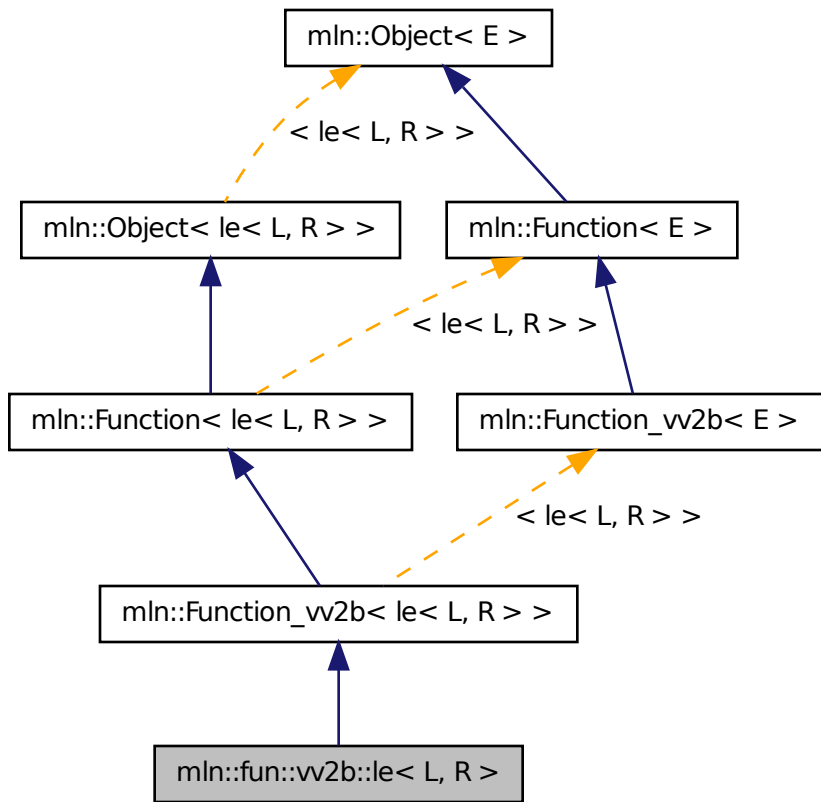 mln::Object< E >
< le< L, R > >
mln::Object< le< L, R > >
mln::Function< E >
< le< L, R > >
mln::Function< le< L, R > >
mln::Function_vv2b< E >
< le< L, R > >
mln::Function_vv2b< le< L, R > >
mln::fun::vv2b::le< L, R >